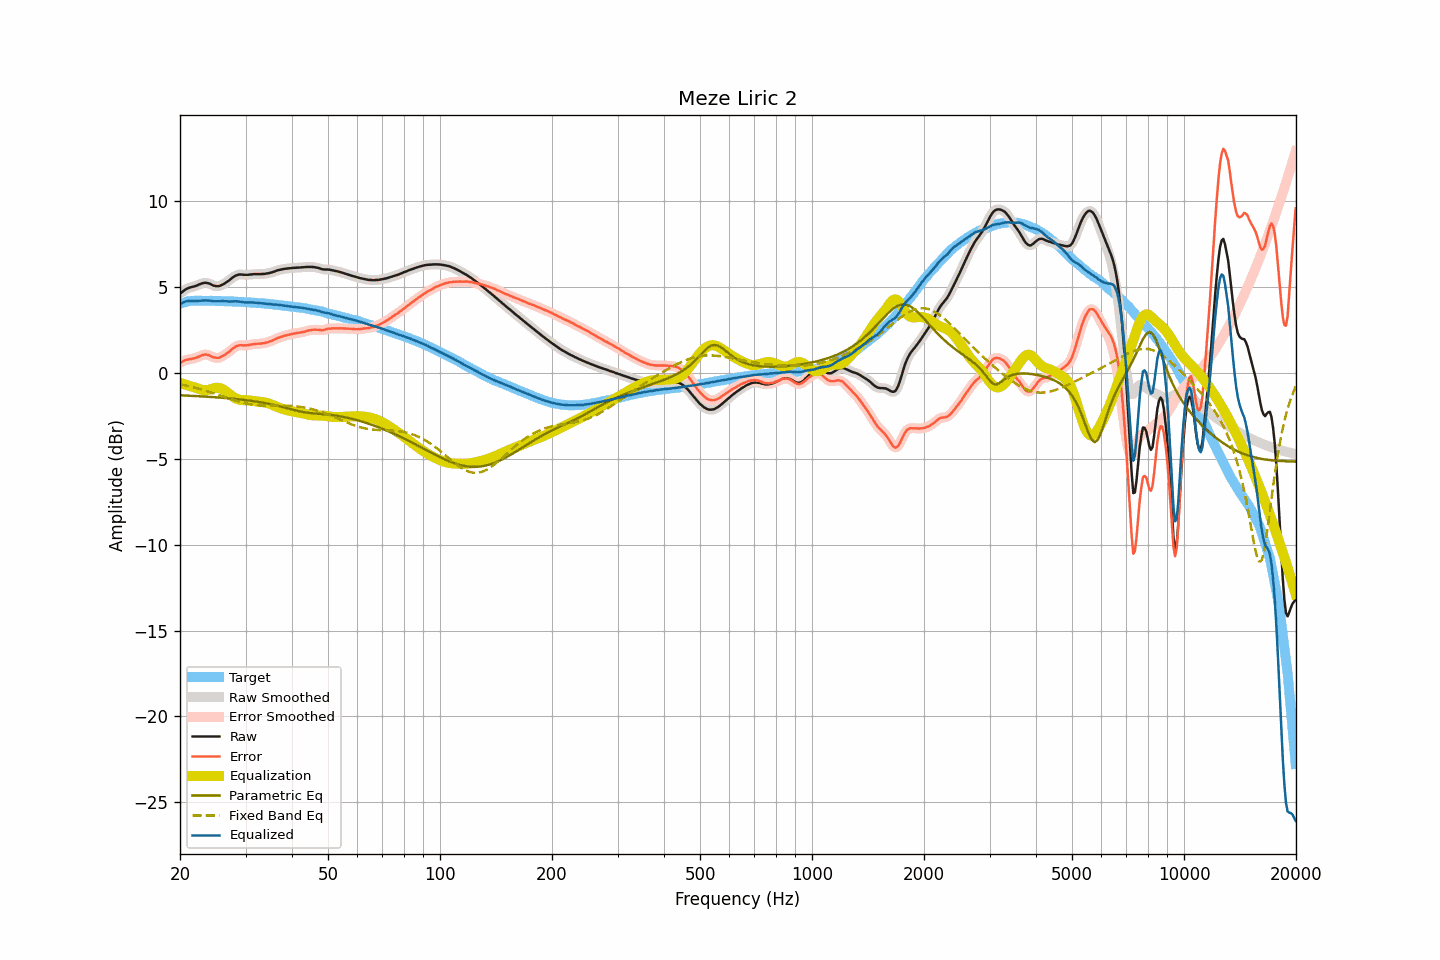 Meze Liric 2
Amplitude (dBr)
10
5
0
−5
−10
−15
−20
−25
Target
Raw Smoothed
Error Smoothed
Raw
Error
Equalization
Parametric Eq
Fixed Band Eq
Equalized
20 50 100 200 500 1000 2000 5000 10000 20000
Frequency (Hz)